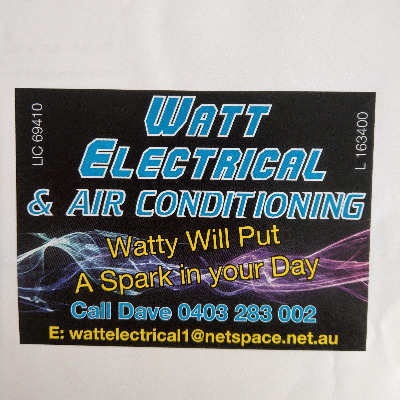 LIC 69410
L 163400
WATT
ELECTRICAL
& AIR CONDITIONING
Watty Will Put
A Spark in your Day
Call Dave 0403 283 002
E: wattelectrical1@netspace.net.au